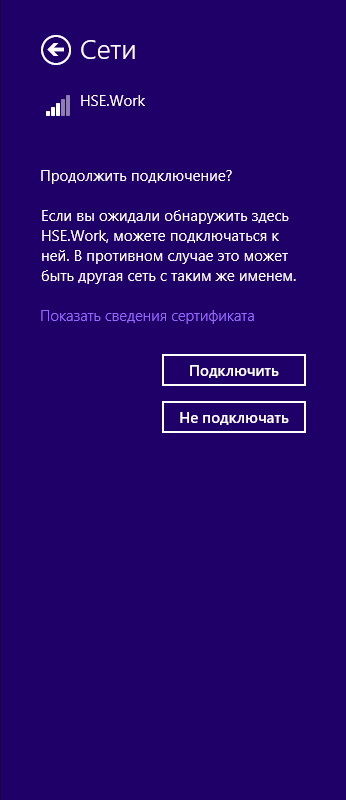 Сети
HSE.Work
Продолжить подключение?
Если вы ожидали обнаружить здесь
HSE.Work, можете подключаться к
ней. В противном случае это может
быть другая сеть с таким же именем.
Показать сведения сертификата
Подключить
Не подключать